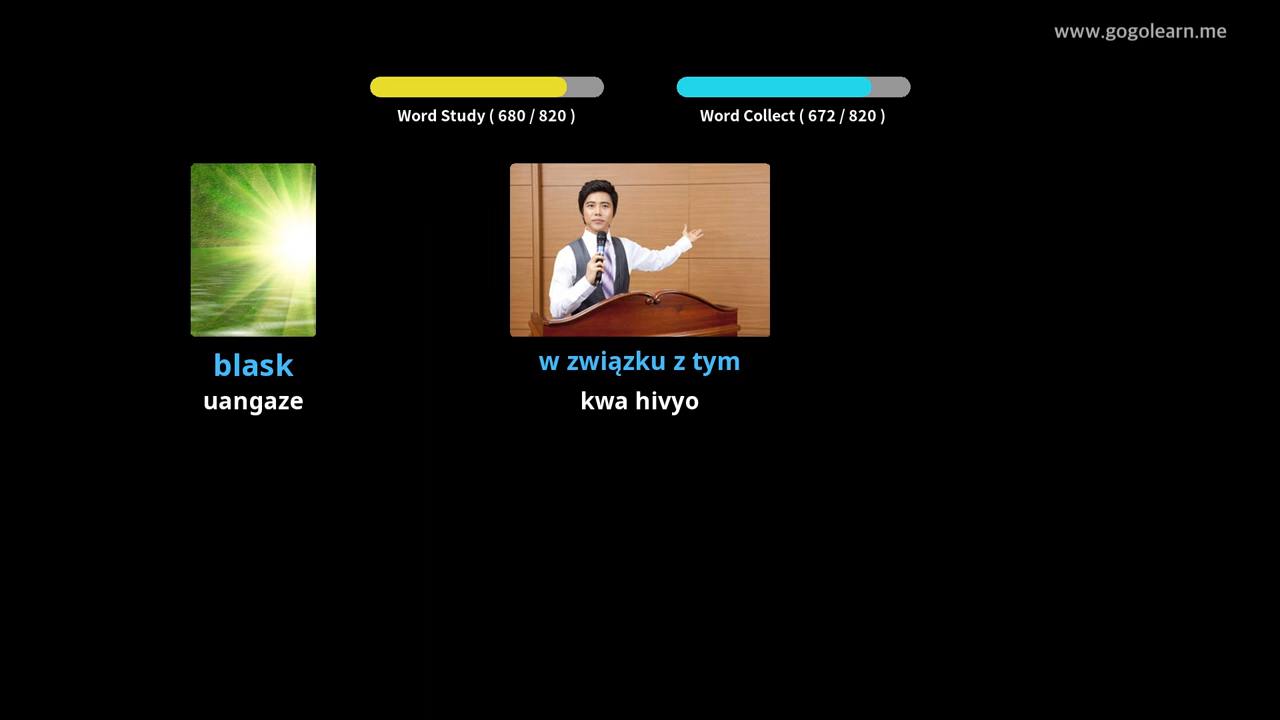 www.gogolearn.me
Word Study ( 680 / 820 )
Word Collect ( 672 / 820 )
blask
uangaze
w związku z tym
kwa hivyo